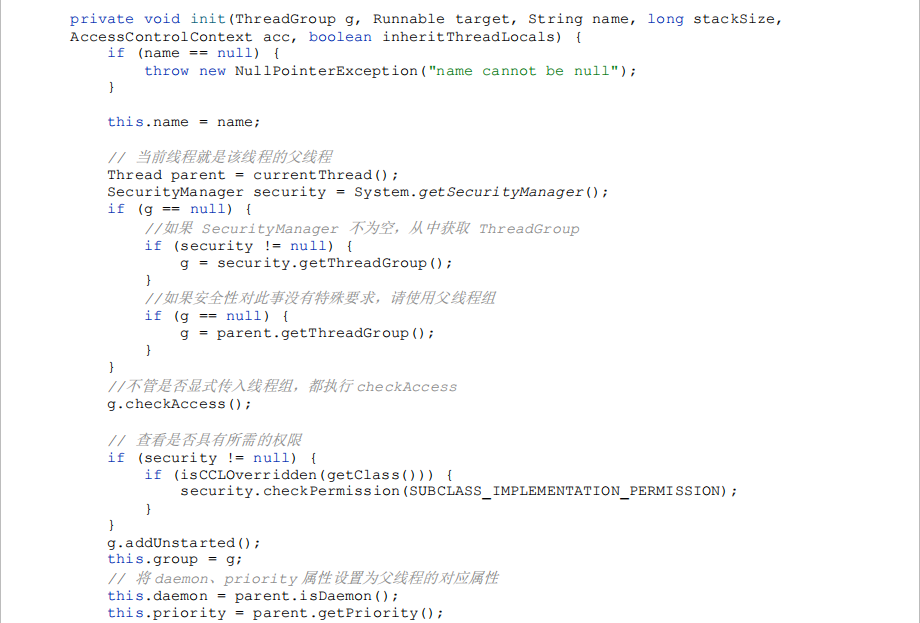 private void init(ThreadGroup g, Runnable target, String name, long stackSize,
AccessControlContext acc, boolean inheritThreadLocals) {
if (name == null) {
throw new NullPointerException("name cannot be null");
}
this.name = name;
// 当前线程就是该线程的父线程
Thread parent = currentThread();
SecurityManager security = System.getSecurityManager();
if (g == null) {
//如果 SecurityManager 不为空，从中获取 ThreadGroup
if (security != null) {
g = security.getThreadGroup();
}
//如果安全性对此事没有特殊要求，请使用父线程组
if (g == null) {
g = parent.getThreadGroup();
}
}
//不管是否显式传入线程组，都执行 checkAccess
g.checkAccess();
// 查看是否具有所需的权限
if (security != null) {
if (isCCLOverridden(getClass())) {
security.checkPermission(SUBCLASS_IMPLEMENTATION_PERMISSION);
}
}
g.addUnstarted();
this.group = g;
// 将 daemon、priority 属性设置为父线程的对应属性
this.daemon = parent.isDaemon();
this.priority = parent.getPriority();